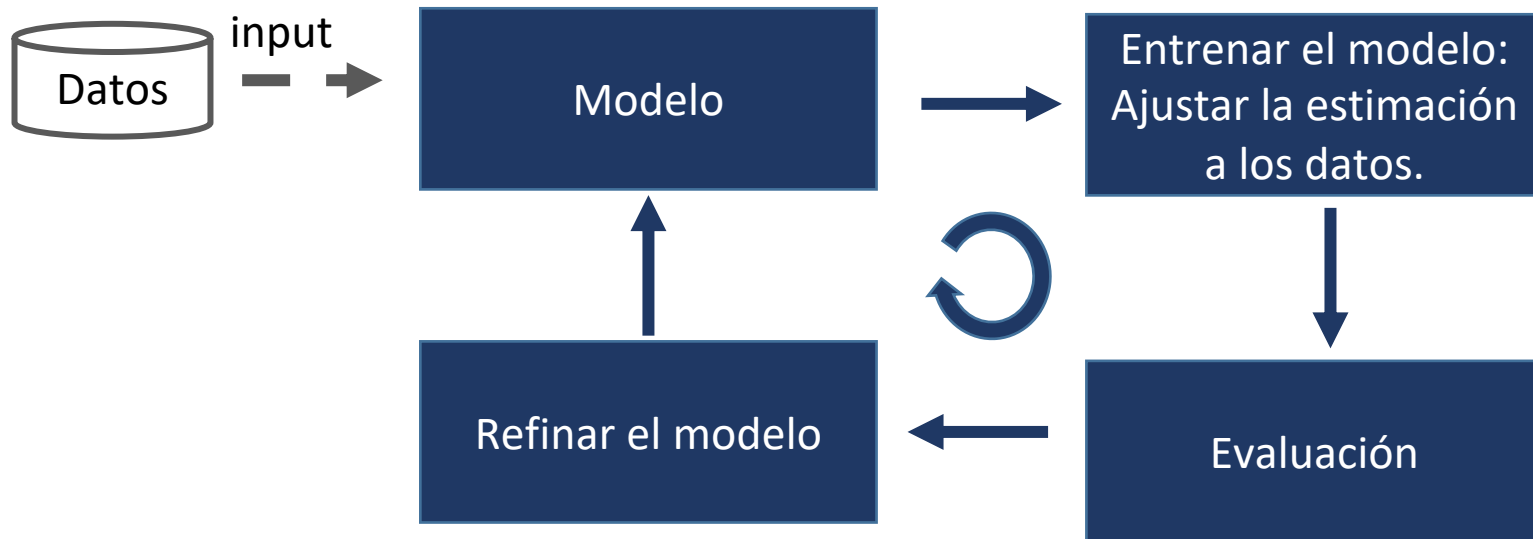 input
Datos
Modelo
Entrenar el modelo:
Ajustar la estimación
a los datos.
Refinar el modelo
Evaluación